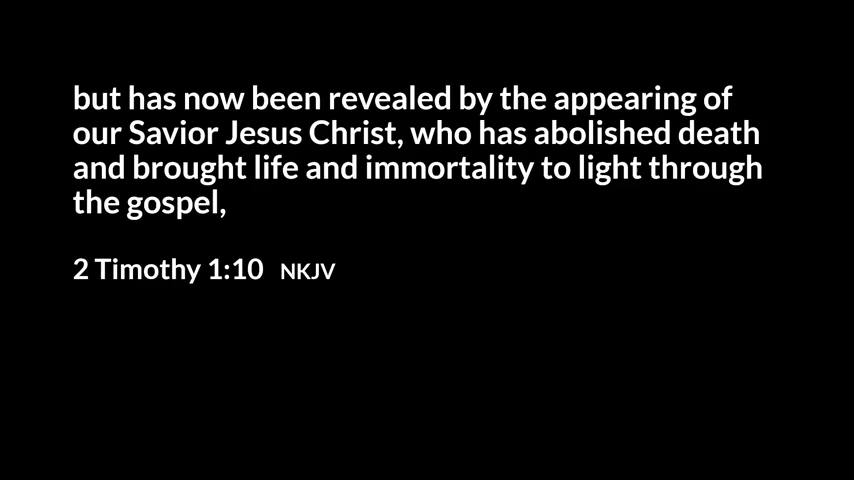 but has now been revealed by the appearing of
our Savior Jesus Christ, who has abolished death
and brought life and immortality to light through
the gospel,
2 Timothy 1:10 NKJV